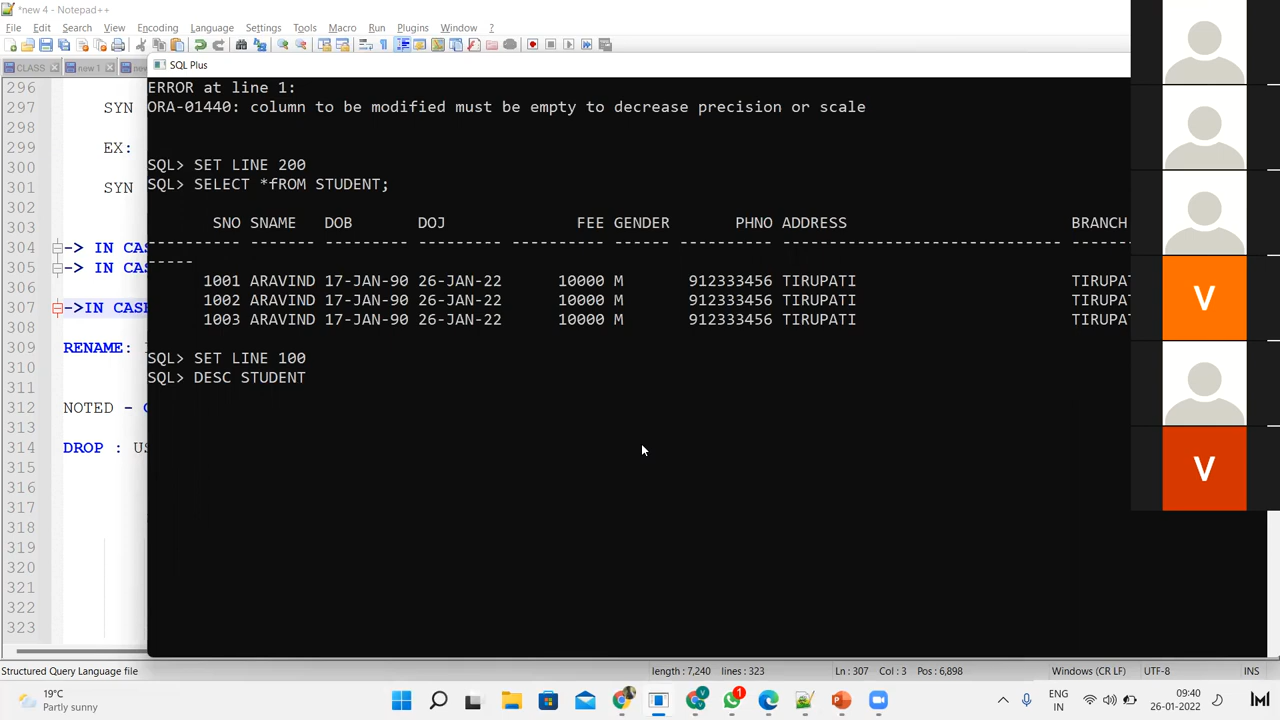 *new 4 - Notepad++
File Edit Search View Encoding Language Settings Tools Macro Run Plugins Window
CLASS new 1 new
SQL Plus
296
297 SYN
298
299 EX:
300
301 SYN
302
303
304 -> IN CAS
305 -> IN CAS
306
307 ->IN CASE
308
309 RENAME:
310
311
312 NOTED -
313
314 DROP : US
315
316
317
318
319
320
321
322
323
ERROR at line 1:
ORA-01440: column to be modified must be empty to decrease precision or scale
SQL> SET LINE 200
SQL> SELECT *fROM STUDENT;
SNO SNAME DOB DOJ FEE GENDER PHNO ADDRESS BRANCH
---------- ------- --------- --------- ---------- ------ ---------- ------------------------------ ------
-----
1001 ARAVIND 17-JAN-90 26-JAN-22 10000 M 912333456 TIRUPATI TIRUPAT
1002 ARAVIND 17-JAN-90 26-JAN-22 10000 M 912333456 TIRUPATI TIRUPAT
1003 ARAVIND 17-JAN-90 26-JAN-22 10000 M 912333456 TIRUPATI TIRUPAT
SQL> SET LINE 100
SQL> DESC STUDENT
V
V
Structured Query Language file length : 7,240 lines : 323 Ln : 307 Col : 3 Pos : 6,898 Windows (CR LF) UTF-8 INS
19°C
Partly sunny
1
ENG
IN
09:40
26-01-2022